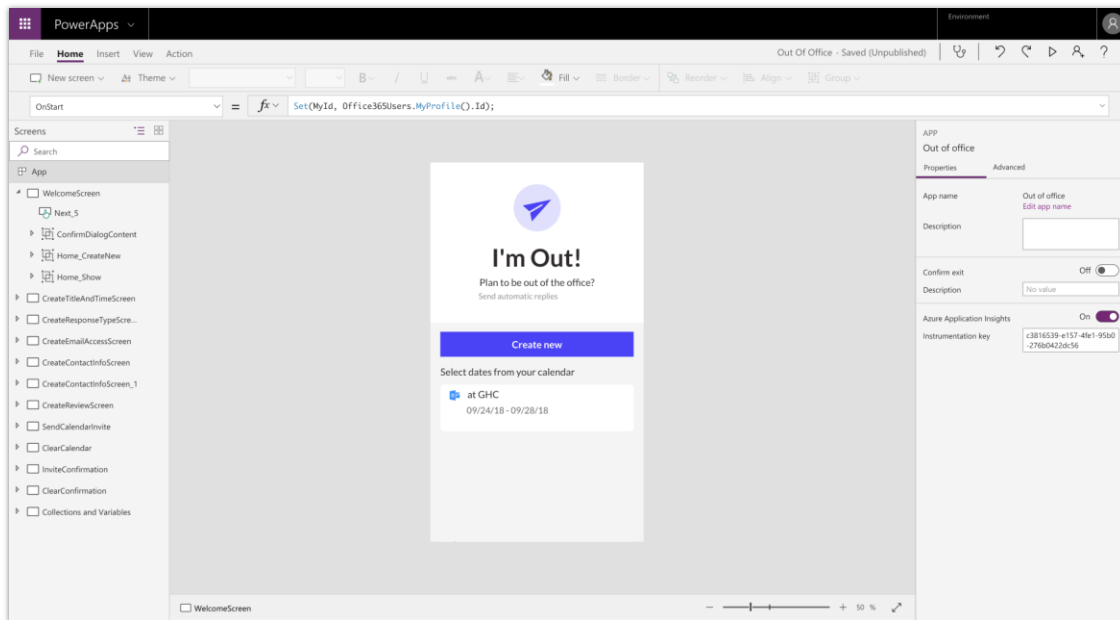 PowerApps
Environment
File Home Insert View Action
Out Of Office - Saved (Unpublished)
New screen Theme B / U abc A Fill Border Reorder Align Group
OnStart = fx Set(MyId, Office365Users.MyProfile().Id);
Screens
Search
App
WelcomeScreen
Next_5
ConfirmDialogContent
Home_CreateNew
Home_Show
CreateTitleAndTimeScreen
CreateResponseTypeScre...
CreateEmailAccessScreen
CreateContactInfoScreen
CreateContactInfoScreen_1
CreateReviewScreen
SendCalendarInvite
ClearCalendar
InviteConfirmation
ClearConfirmation
Collections and Variables
I'm Out!
Plan to be out of the office?
Send automatic replies
Create new
Select dates from your calendar
at GHC
09/24/18 - 09/28/18
APP
Out of office
Properties Advanced
App name Out of office
Edit app name
Description
Confirm exit Off
Description No value
Azure Application Insights On
Instrumentation key c3816539-e157-4fe1-95b0
-276b0422dc56
WelcomeScreen
50 %